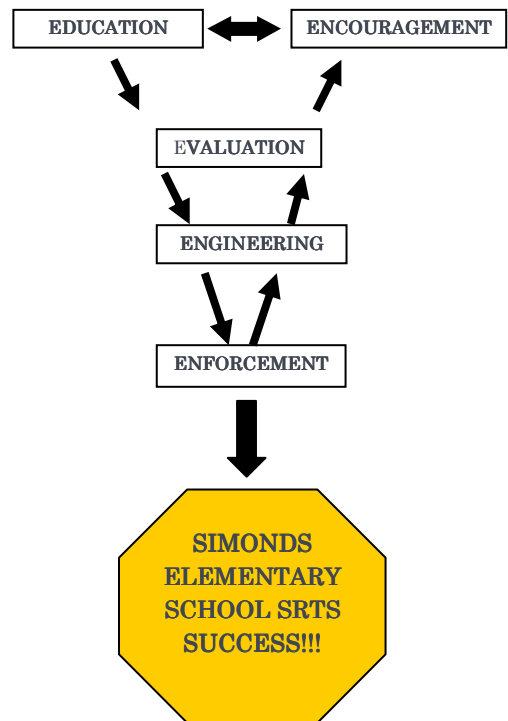 EDUCATION
ENCOURAGEMENT
EVALUATION
ENGINEERING
ENFORCEMENT
SIMONDS
ELEMENTARY
SCHOOL SRTS
SUCCESS!!!